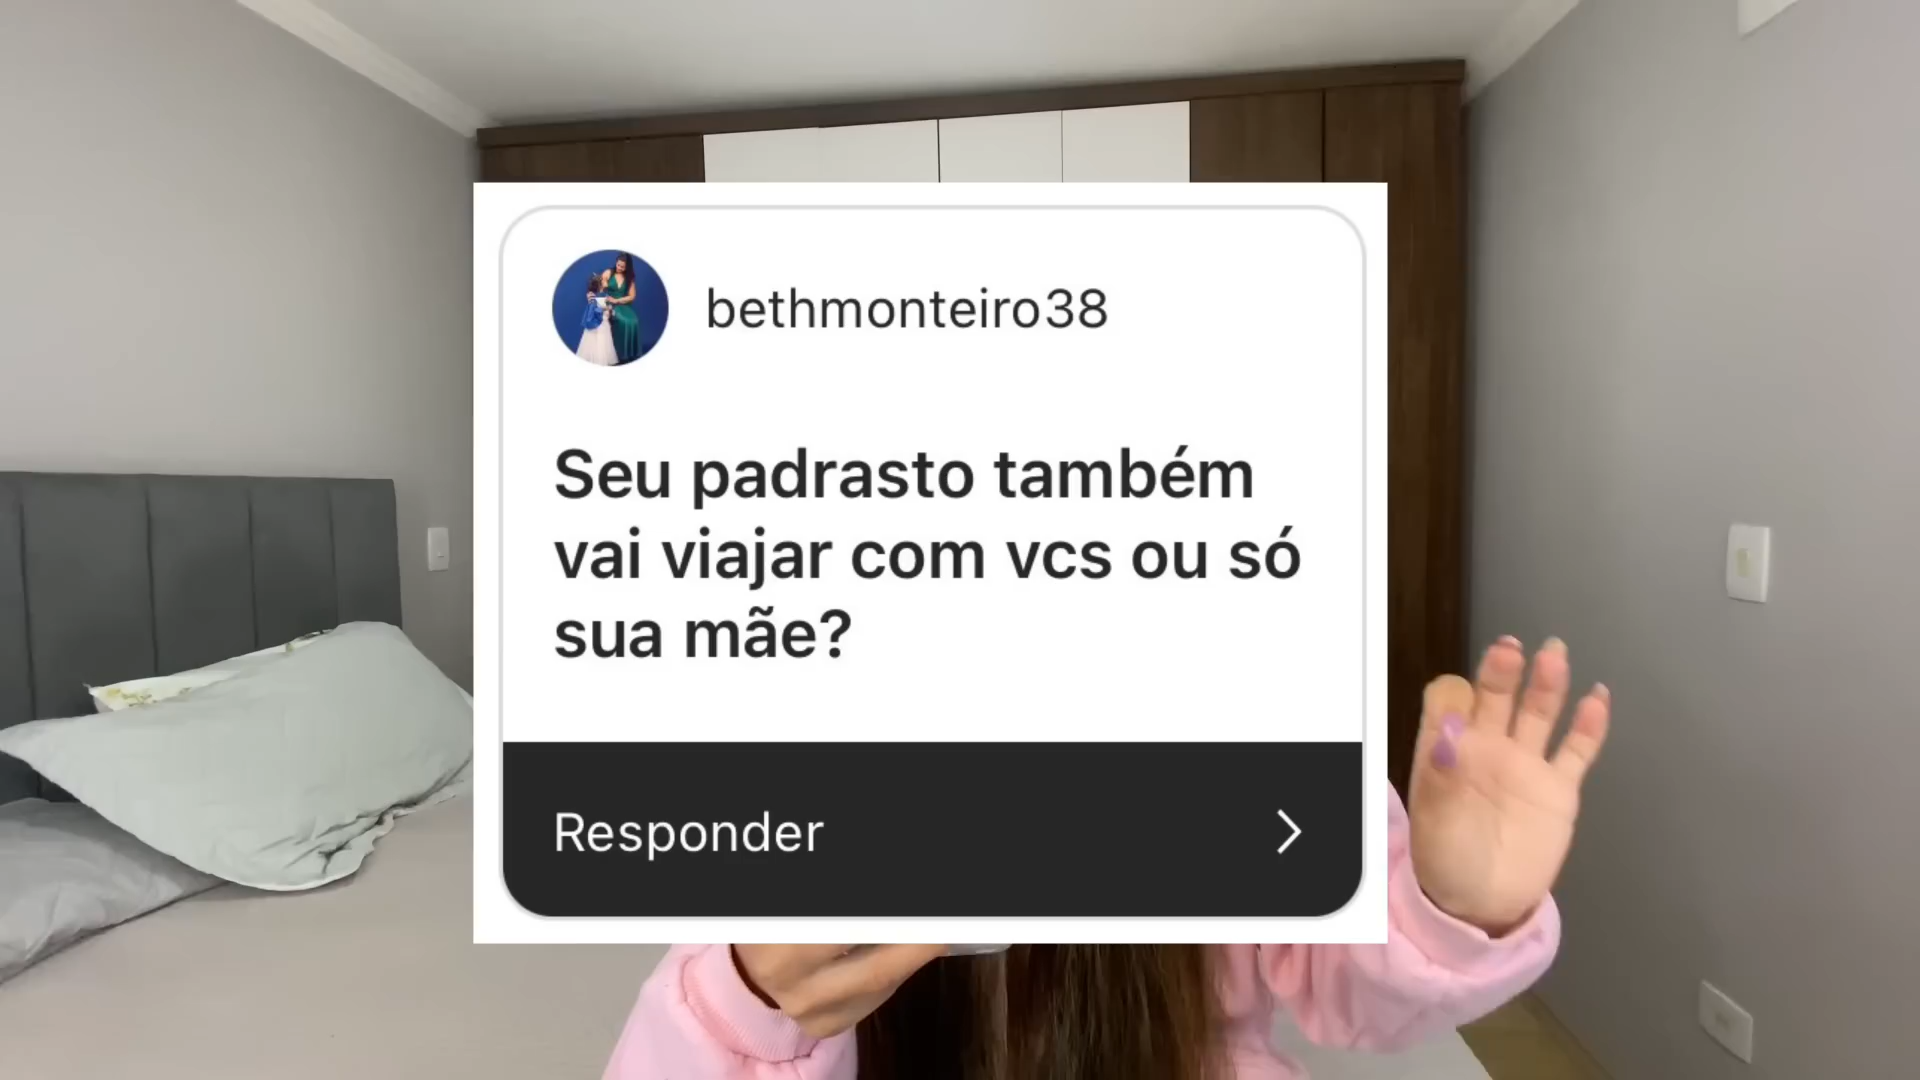 bethmonteiro38
Seu padrasto também
vai viajar com vcs ou só
sua mãe?
Responder